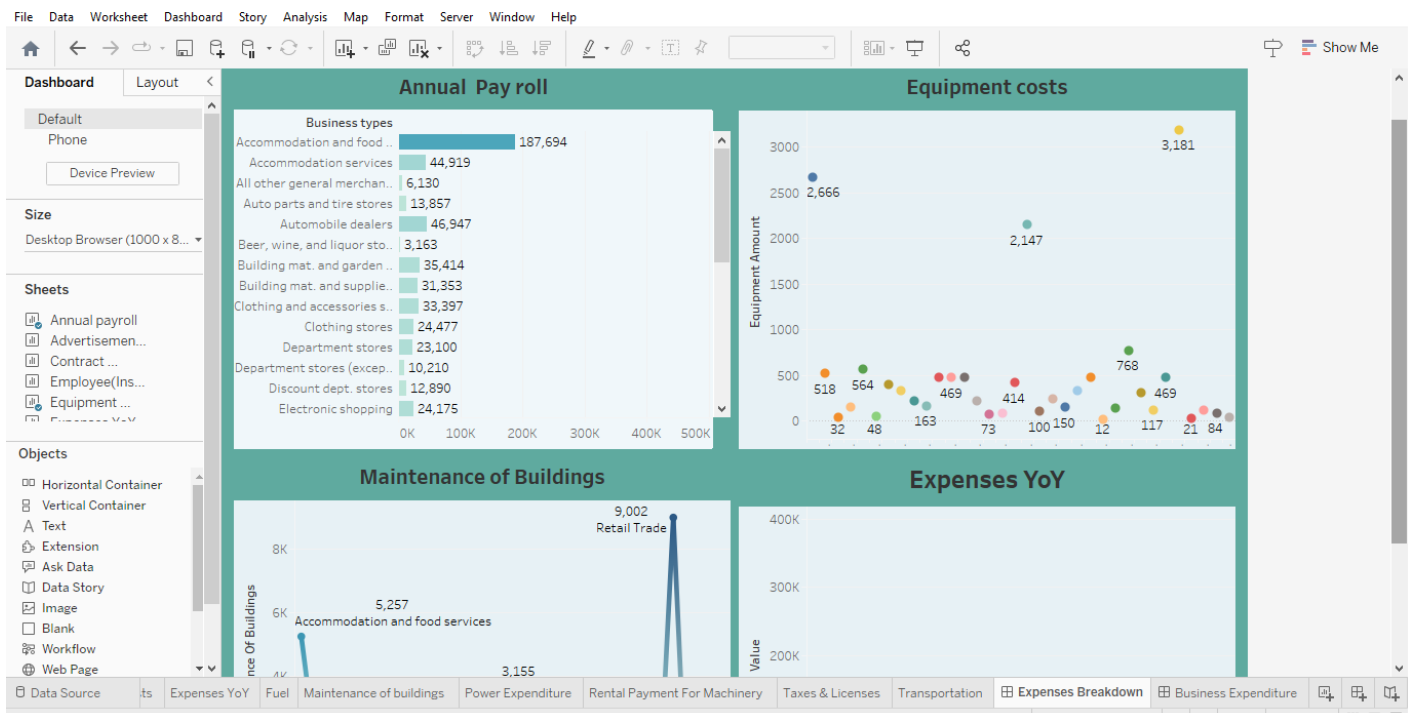 File Data Worksheet Dashboard Story Analysis Map Format Server Window Help
Show Me
Dashboard Layout
Default
Phone
Device Preview
Size
Desktop Browser (1000 x 8...
Sheets
Annual payroll
Advertisemen...
Contract ...
Employee(Ins...
Equipment ...
Expenses YoY
Objects
Horizontal Container
Vertical Container
Text
Extension
Ask Data
Data Story
Image
Blank
Workflow
Web Page
Annual Pay roll
Business types
Accommodation and food .. 187,694
Accommodation services 44,919
All other general merchan.. 6,130
Auto parts and tire stores 13,857
Automobile dealers 46,947
Beer, wine, and liquor sto.. 3,163
Building mat. and garden .. 35,414
Building mat. and supplie.. 31,353
Clothing and accessories s.. 33,397
Clothing stores 24,477
Department stores 23,100
Department stores (excep.. 10,210
Discount dept. stores 12,890
Electronic shopping 24,175
0K 100K 200K 300K 400K 500K
Equipment costs
Equipment Amount
3000
2500
2000
1500
1000
500
0
3,181
2,666
2,147
768
518 564 469 414 469
32 48 163 73 100 150 12 117 21 84
Maintenance of Buildings
nce Of Buildings
8K
6K
4K
9,002
Retail Trade
5,257
Accommodation and food services
3,155
Expenses YoY
Value
400K
300K
200K
Data Source ts Expenses YoY Fuel Maintenance of buildings Power Expenditure Rental Payment For Machinery Taxes & Licenses Transportation Expenses Breakdown Business Expenditure